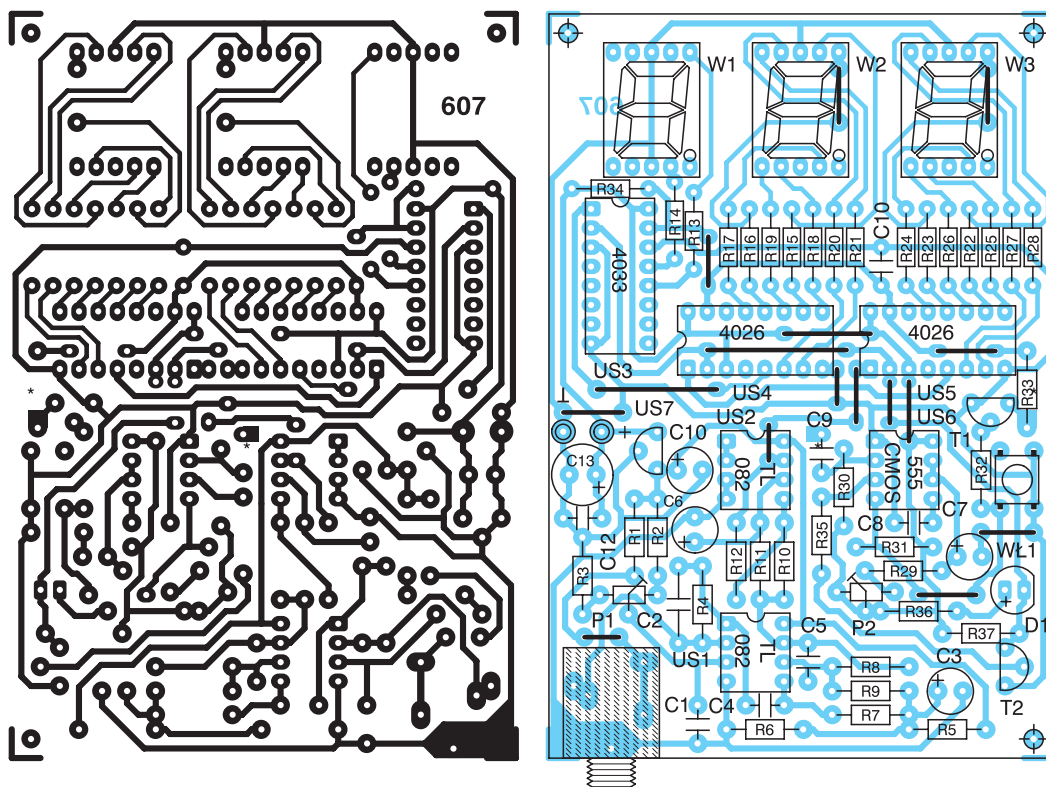 607
*
*
607
W1
W2
W3
R34
R14
R13
4033
R17
R16
R19
R15
R18
R20
R21
C10
R24
R23
R26
R22
R25
R27
R28
4026
4026
US3
US4
US5
R33
⊥
US7
US2
C9
US6
+
C10
T1
C13
+
082
TL
*
R30
CMOS
555
R32
C6
+
C12
R1
R2
R35
C8
C7
R3
R12
R11
R10
R31
+
WŁ1
R29
R4
P1
C2
P2
R36
+
D1
US1
082
TL
C5
R37
R8
C3
+
R9
C1
C4
R7
T2
R6
R5